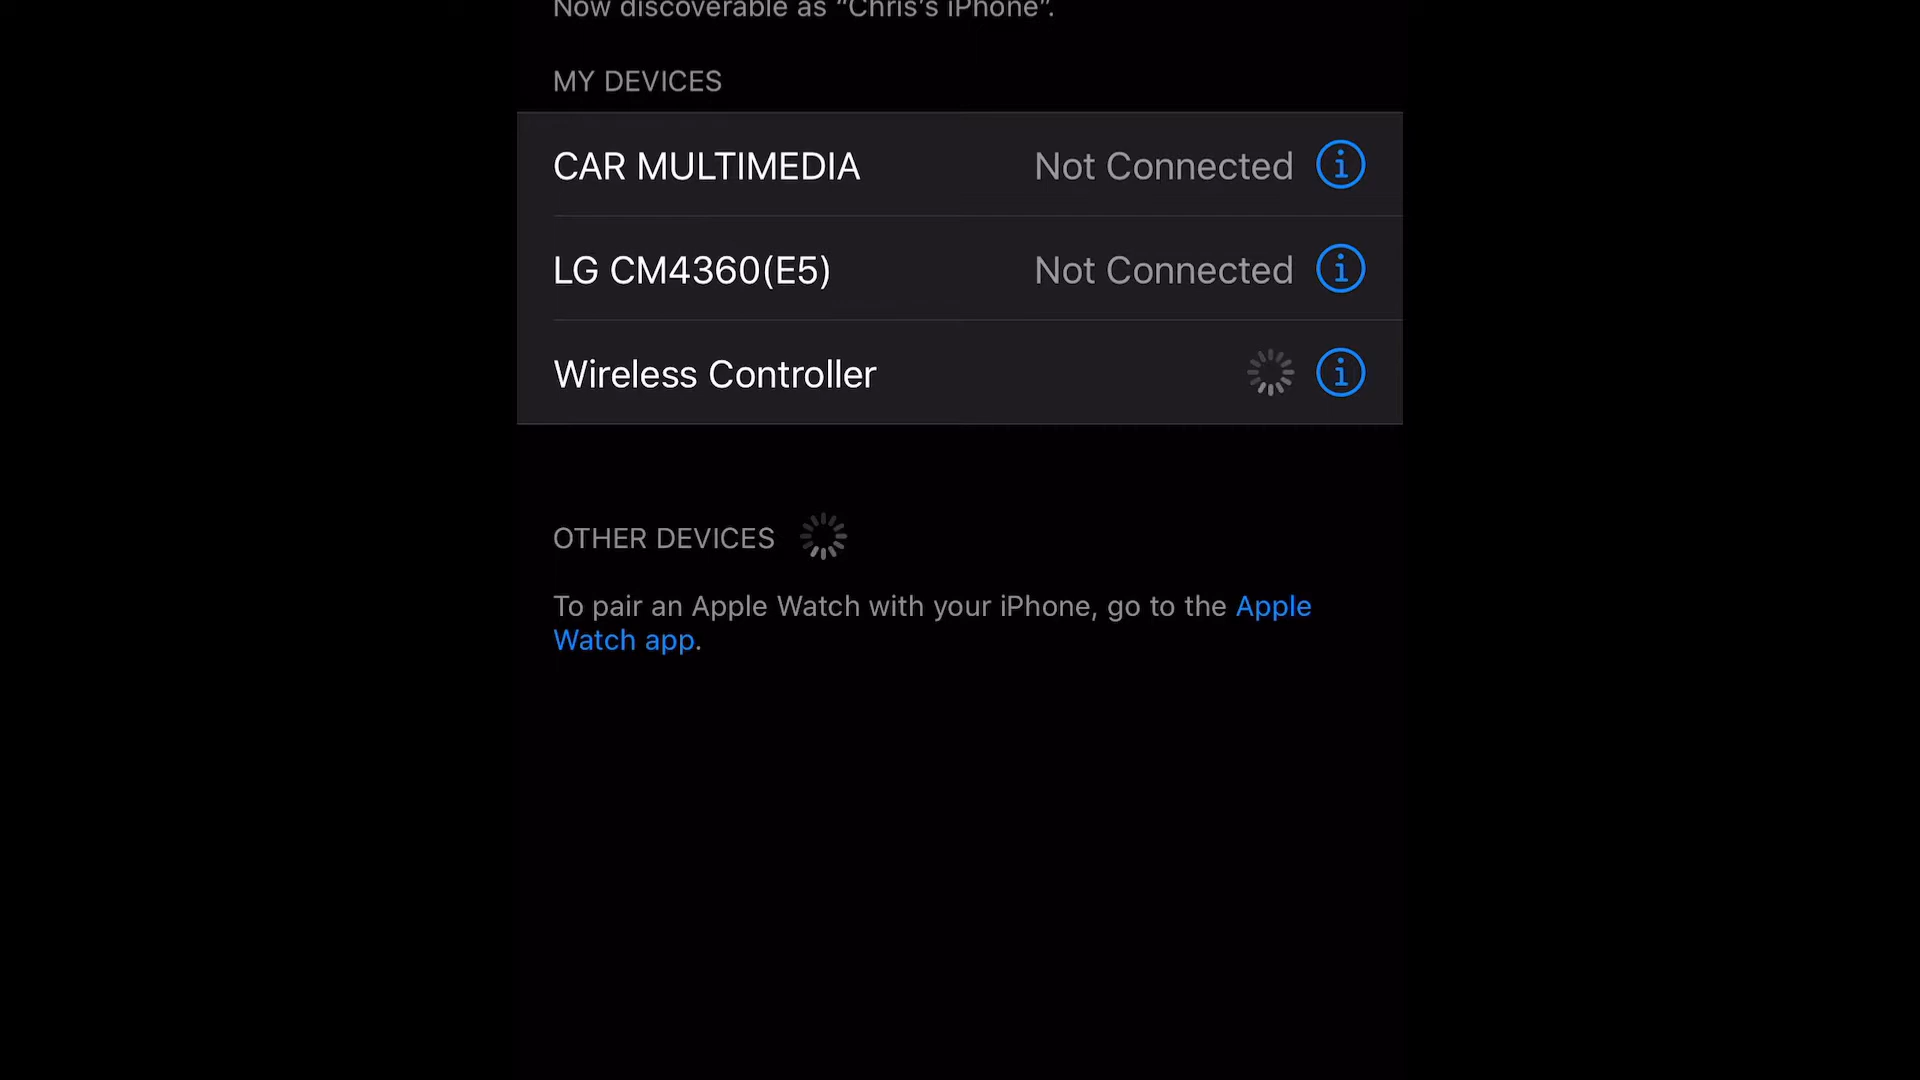 Now discoverable as “Chris’s iPhone”.
MY DEVICES
CAR MULTIMEDIA Not Connected
LG CM4360(E5) Not Connected
Wireless Controller
OTHER DEVICES
To pair an Apple Watch with your iPhone, go to the Apple
Watch app.